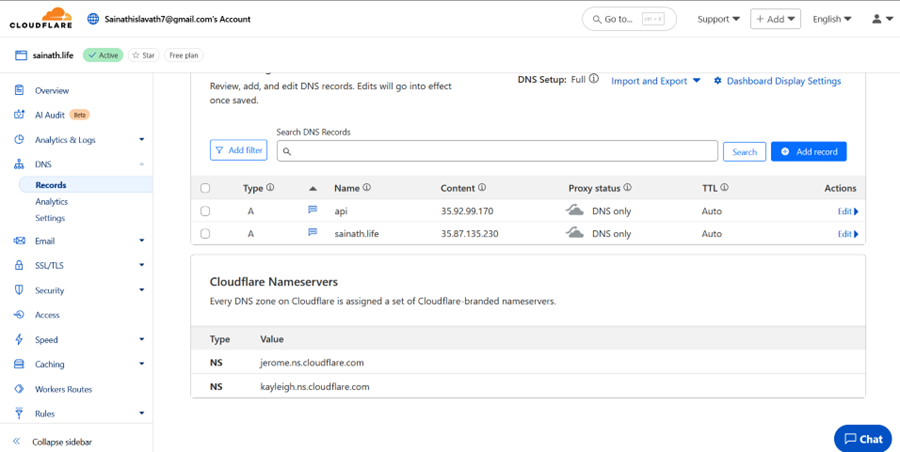 CLOUDFLARE
Sainathislavath7@gmail.com's Account
Go to...
Support
+ Add
English
sainath.life
Active
Star
Free plan
Overview
AI Audit Beta
Analytics & Logs
DNS
Records
Analytics
Settings
Email
SSL/TLS
Security
Access
Speed
Caching
Workers Routes
Rules
Collapse sidebar
Review, add, and edit DNS records. Edits will go into effect
once saved.
DNS Setup: Full
Import and Export
Dashboard Display Settings
Search DNS Records
Add filter
Search
Add record
Type Name Content Proxy status TTL Actions
A api 35.92.99.170 DNS only Auto Edit
A sainath.life 35.87.135.230 DNS only Auto Edit
Cloudflare Nameservers
Every DNS zone on Cloudflare is assigned a set of Cloudflare-branded nameservers.
Type Value
NS jerome.ns.cloudflare.com
NS kayleigh.ns.cloudflare.com
Chat